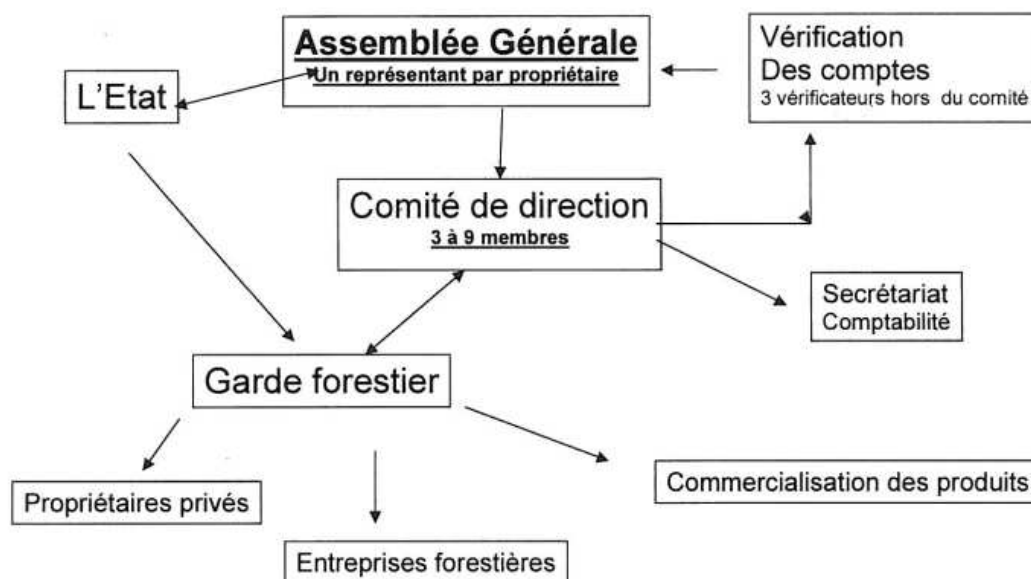 Assemblée Générale
Un représentant par propriétaire
Vérification
Des comptes
3 vérificateurs hors du comité
L'Etat
Comité de direction
3 à 9 membres
Secrétariat
Comptabilité
Garde forestier
Propriétaires privés
Commercialisation des produits
Entreprises forestières